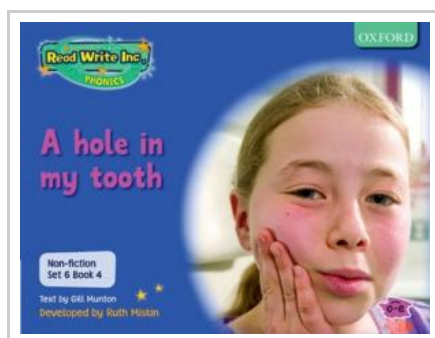 OXFORD
Read Write Inc.
PHONICS
A hole in
my tooth
Non-fiction
Set 6 Book 4
Text by Gill Munton
Developed by Ruth Miskin
o-e